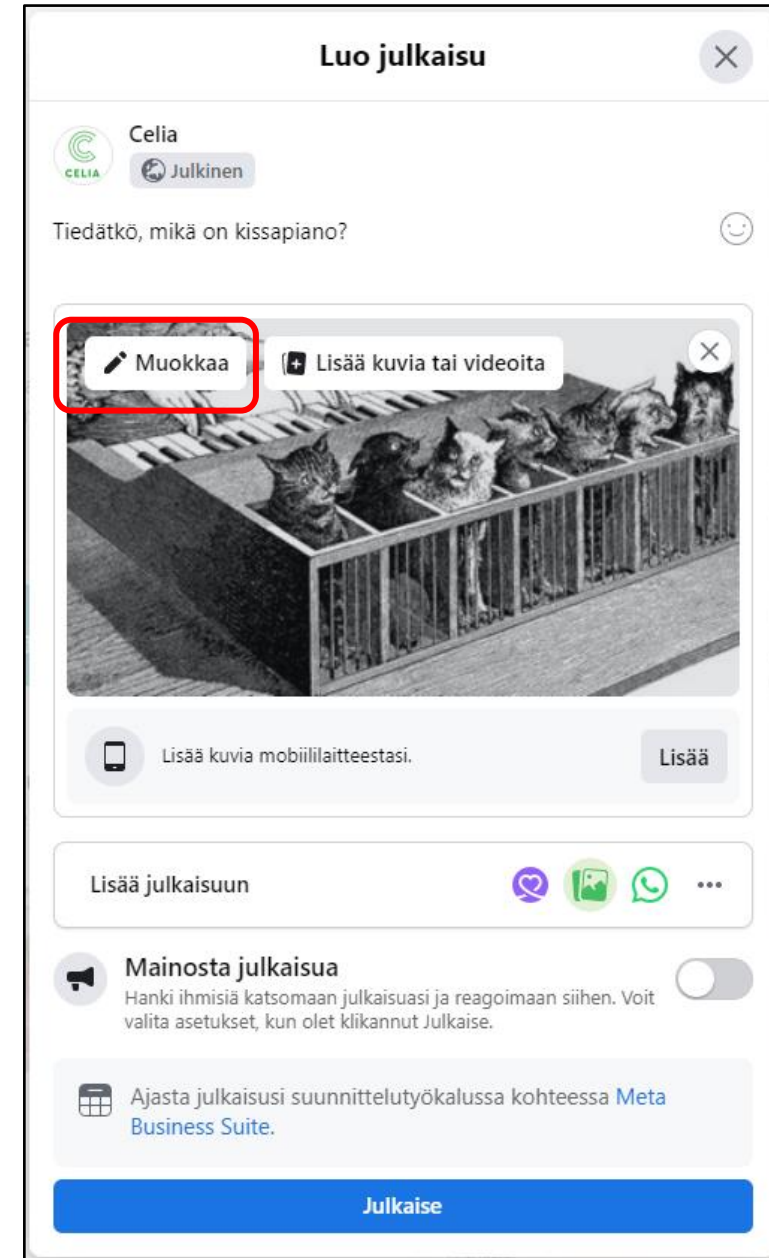 Luo julkaisu
Celia
CELIA
Julkinen
Tiedätkö, mikä on kissapiano?
Muokkaa
Lisää kuvia tai videoita
Lisää kuvia mobiililaitteestasi.
Lisää
Lisää julkaisuun
Mainosta julkaisua
Hanki ihmisiä katsomaan julkaisuasi ja reagoimaan siihen. Voit
valita asetukset, kun olet klikannut Julkaise.
Ajasta julkaisusi suunnittelutyökalussa kohteessa Meta
Business Suite.
Julkaise